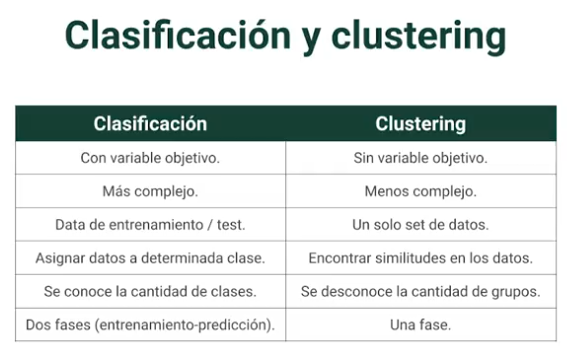 Clasificación y clustering
Clasificación Clustering
Con variable objetivo. Sin variable objetivo.
Más complejo. Menos complejo.
Data de entrenamiento / test. Un solo set de datos.
Asignar datos a determinada clase. Encontrar similitudes en los datos.
Se conoce la cantidad de clases. Se desconoce la cantidad de grupos.
Dos fases (entrenamiento-predicción). Una fase.